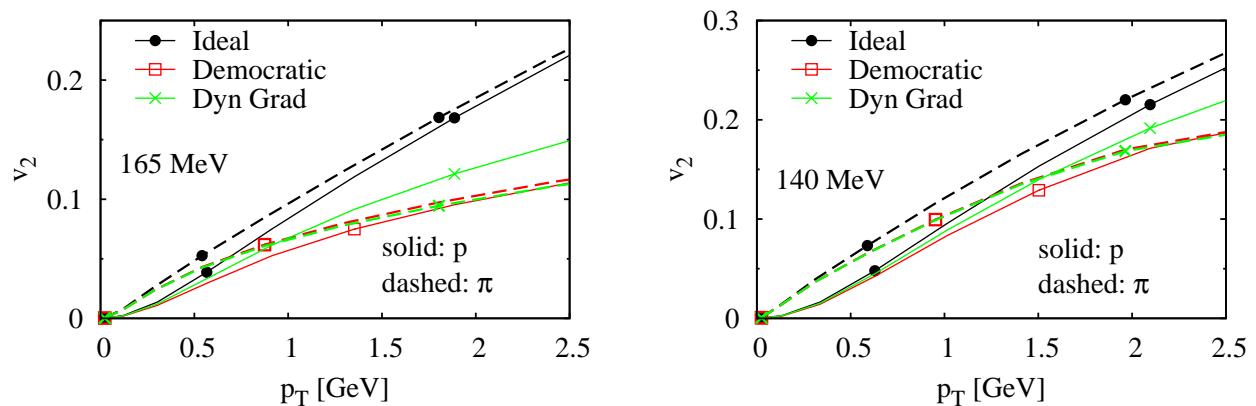 Ideal
Democratic
Dyn Grad
165 MeV
solid: p
dashed: π
v2
0
0.1
0.2
0
0.5
1
1.5
2
2.5
pT [GeV]
Ideal
Democratic
Dyn Grad
140 MeV
solid: p
dashed: π
v2
0
0.1
0.2
0.3
0
0.5
1
1.5
2
2.5
pT [GeV]